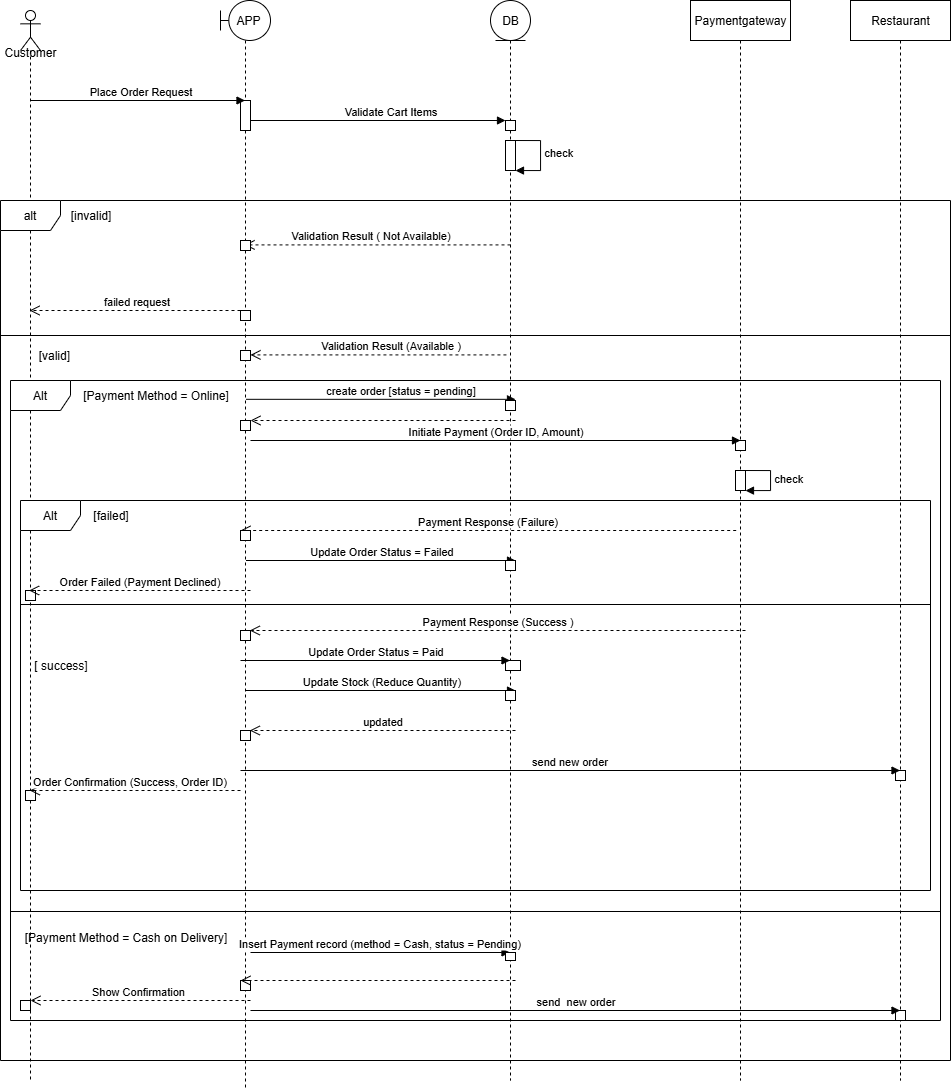 APP
DB
Paymentgateway
Restaurant
Customer
Place Order Request
Validate Cart Items
check
alt
[invalid]
Validation Result ( Not Available)
failed request
Validation Result (Available )
[valid]
Alt
[Payment Method = Online]
create order [status = pending]
Initiate Payment (Order ID, Amount)
check
Alt
[failed]
Payment Response (Failure)
Update Order Status = Failed
Order Failed (Payment Declined)
Payment Response (Success )
Update Order Status = Paid
[ success]
Update Stock (Reduce Quantity)
updated
send new order
Order Confirmation (Success, Order ID)
[Payment Method = Cash on Delivery]
Insert Payment record (method = Cash, status = Pending)
Show Confirmation
send  new order